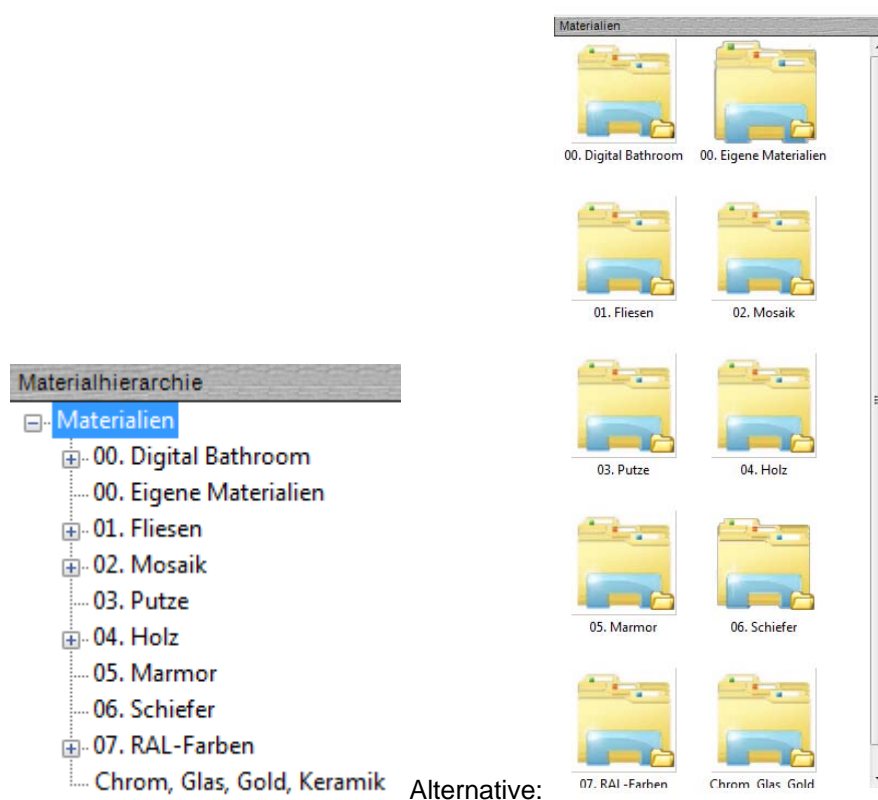 Materialhierarchie
Materialien
00. Digital Bathroom
00. Eigene Materialien
01. Fliesen
02. Mosaik
03. Putze
04. Holz
05. Marmor
06. Schiefer
07. RAL-Farben
Chrom, Glas, Gold, Keramik
Alternative:
Materialien
00. Digital Bathroom 00. Eigene Materialien
01. Fliesen 02. Mosaik
03. Putze 04. Holz
05. Marmor 06. Schiefer
07. RAL-Farben Chrom, Glas, Gold,